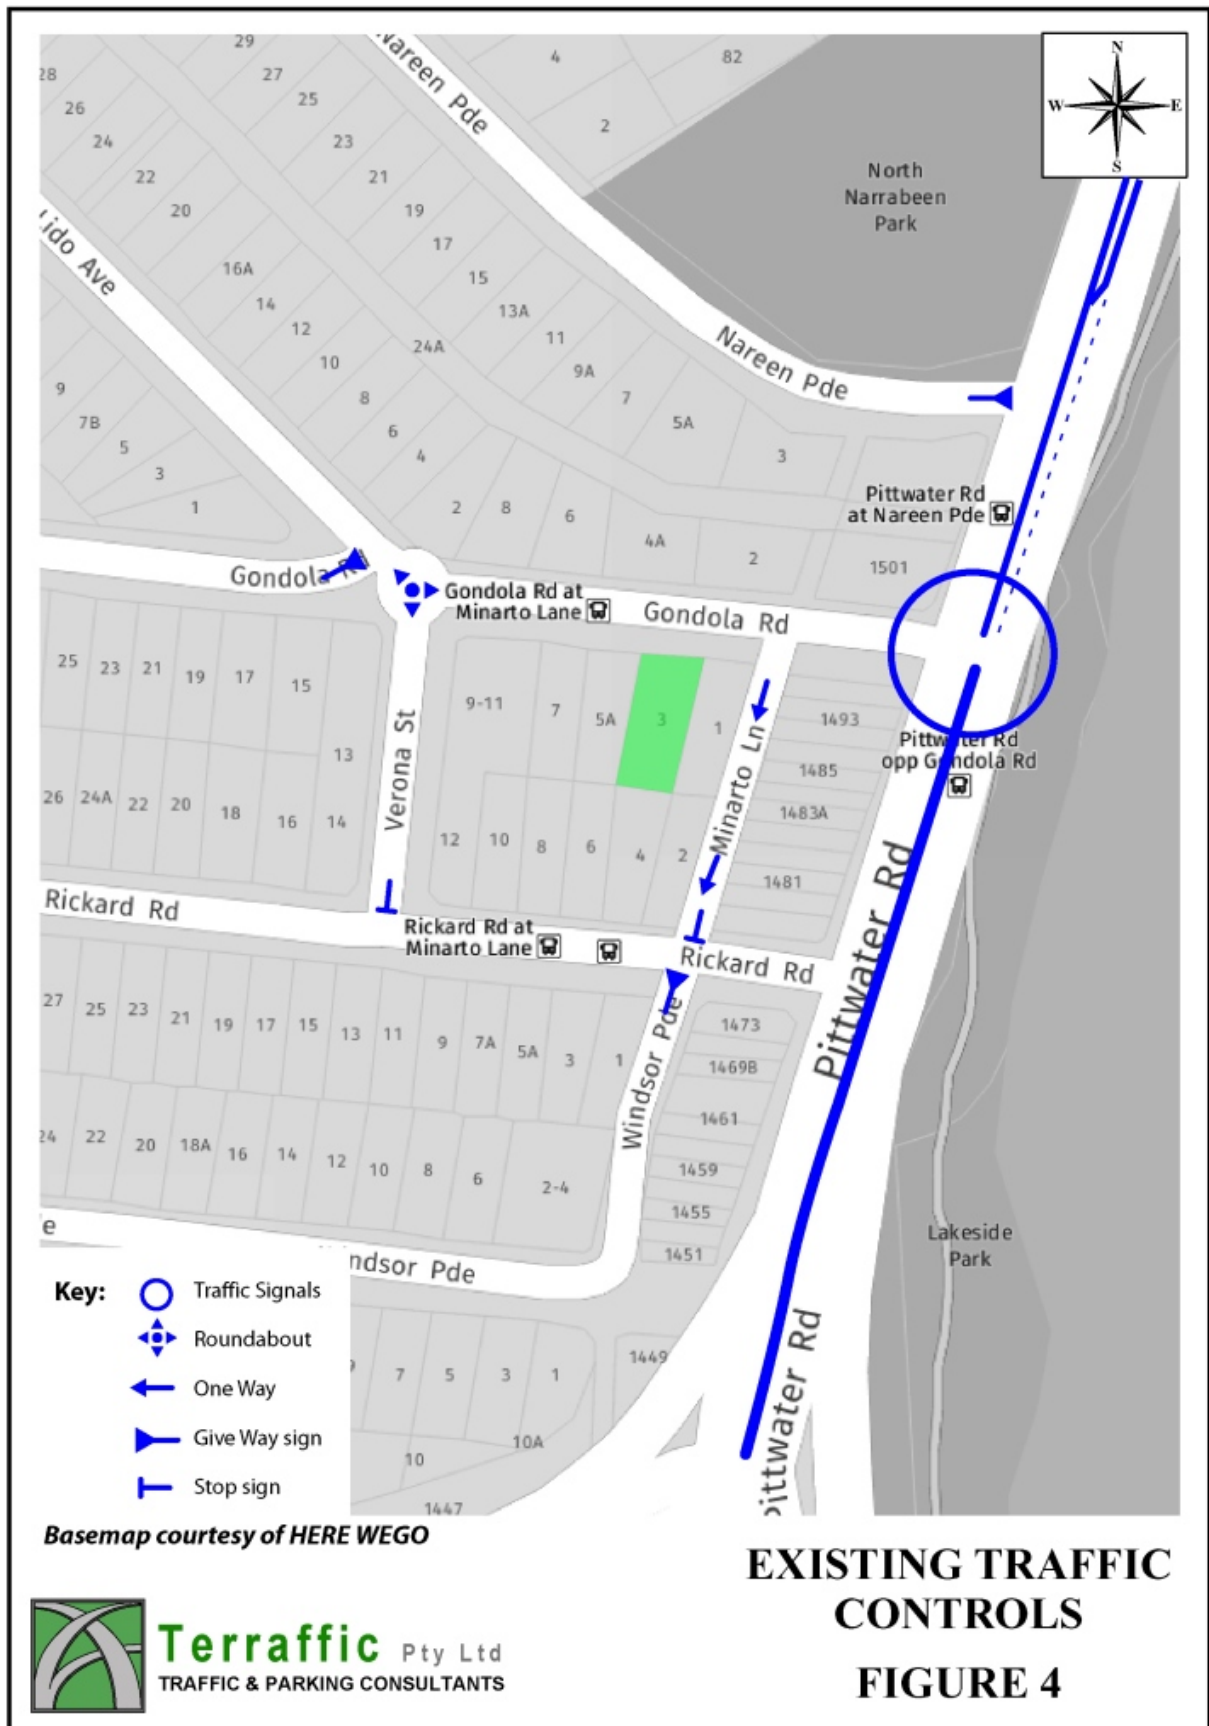 N
W
E
S
29
28
27
26
25
24
23
22
21
20
19
17
16A
15
14
13A
12
11
10
9A
24A
8
7
6
5A
4
3
4
82
2
Nareen Pde
North
Narrabeen
Park
Lido Ave
Nareen Pde
9
7B
5
3
1
2
8
6
4A
2
1501
Pittwater Rd
at Nareen Pde
Gondola Rd
Gondola Rd at
Minarto Lane
Gondola Rd
25
23
21
19
17
15
13
9-11
7
5A
3
1
1493
1485
1483A
1481
Pittwater Rd
opp Gondola Rd
26
24A
22
20
18
16
14
Verona St
12
10
8
6
4
2
Minarto Ln
Pittwater Rd
Rickard Rd
Rickard Rd at
Minarto Lane
Rickard Rd
27
25
23
21
19
17
15
13
11
9
7A
5A
3
1
Windsor Pde
1473
1469B
1461
1459
1455
1451
24
22
20
18A
16
14
12
10
8
6
2-4
Lakeside
Park
e
ndsor Pde
Pittwater Rd
9
7
5
3
1
1449
10
10A
1447
Key:
Traffic Signals
Roundabout
One Way
Give Way sign
Stop sign
Basemap courtesy of HERE WEGO
Terraffic Pty Ltd
TRAFFIC & PARKING CONSULTANTS
EXISTING TRAFFIC
CONTROLS
FIGURE 4